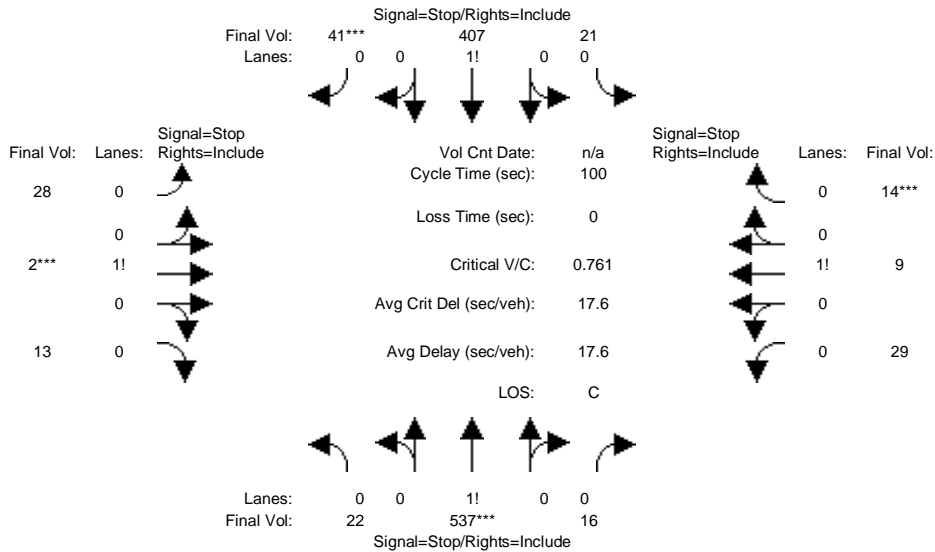 Signal=Stop/Rights=Include
Final Vol: 41*** 407 21
Lanes: 0 0 1! 0 0
Signal=Stop Signal=Stop
Final Vol: Lanes: Rights=Include Vol Cnt Date: n/a Rights=Include Lanes: Final Vol:
Cycle Time (sec): 100
28 0 0 14***
Loss Time (sec): 0
0 0
2*** 1! Critical V/C: 0.761 1! 9
0 Avg Crit Del (sec/veh): 17.6 0
13 0 Avg Delay (sec/veh): 17.6 0 29
LOS: C
Lanes: 0 0 1! 0 0
Final Vol: 22 537*** 16
Signal=Stop/Rights=Include